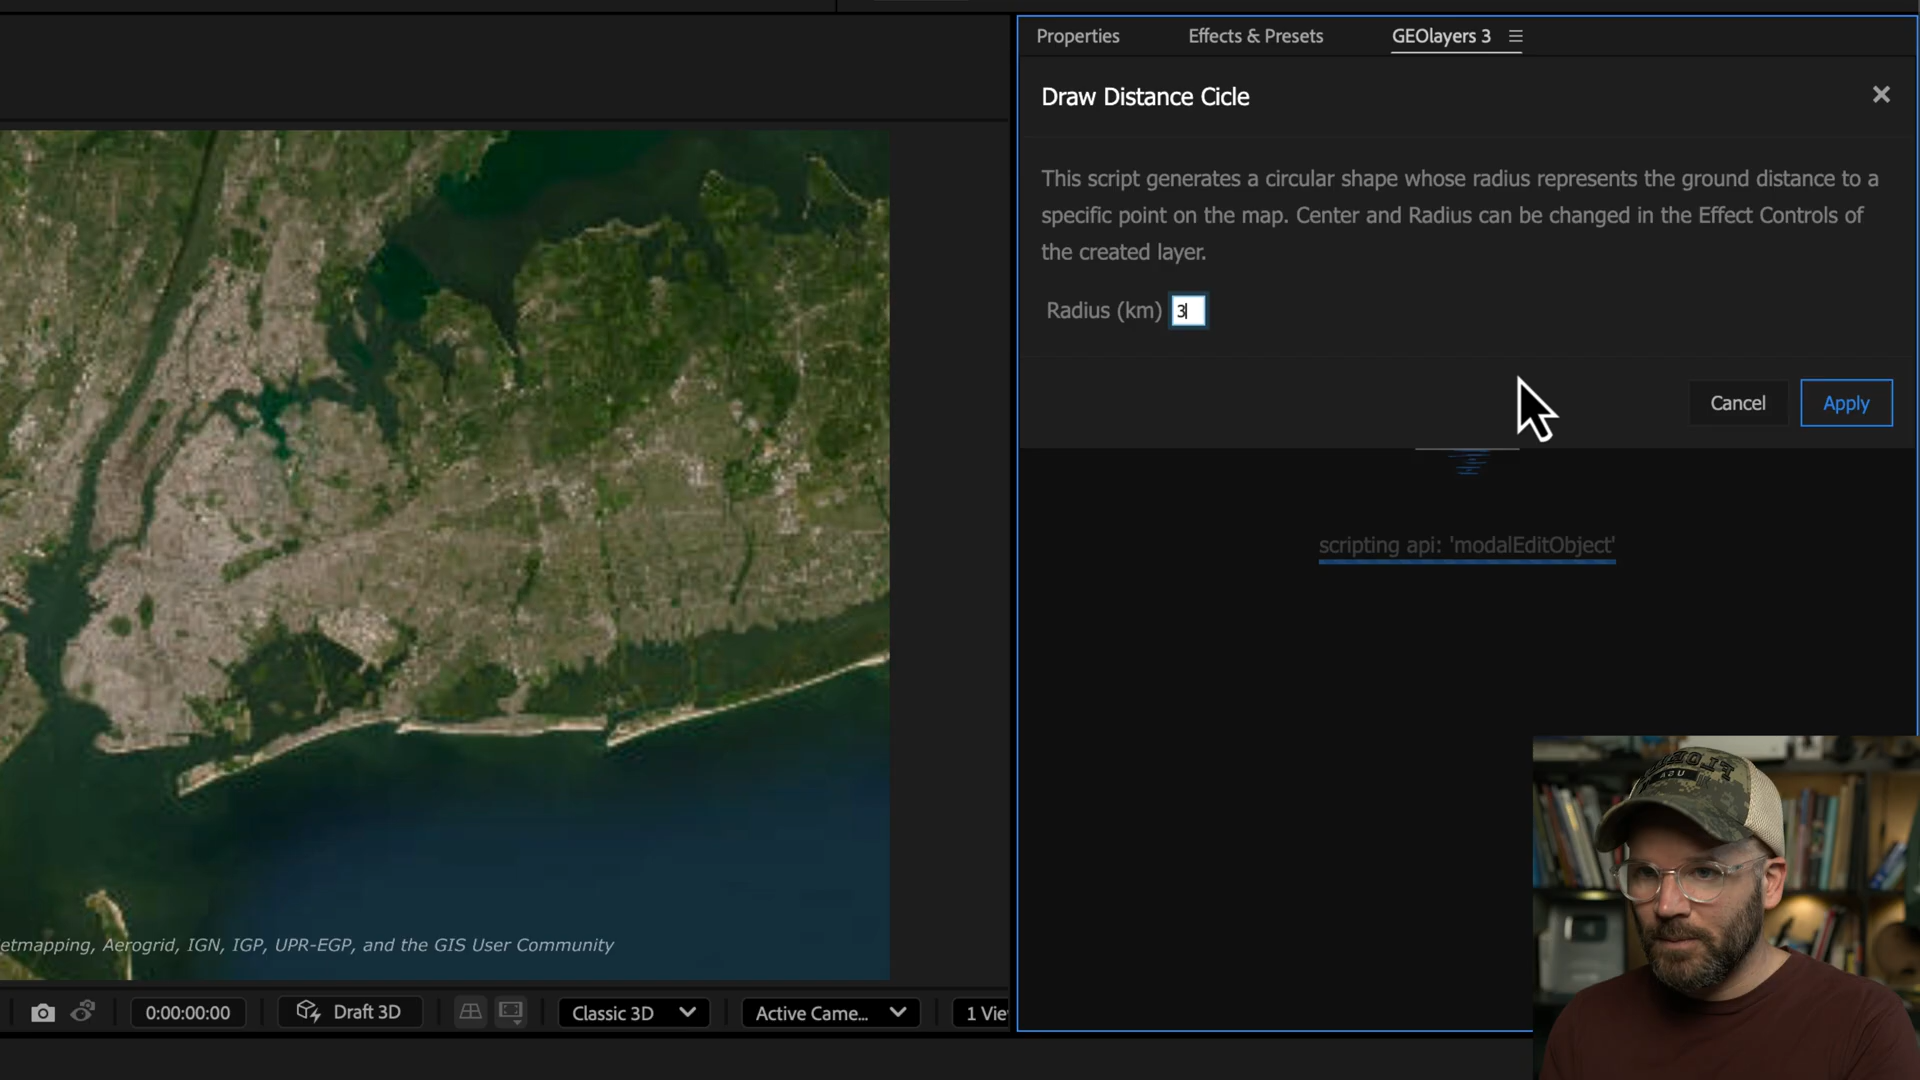 Properties
Effects & Presets
GEOlayers 3
Draw Distance Cicle
This script generates a circular shape whose radius represents the ground distance to a
specific point on the map. Center and Radius can be changed in the Effect Controls of
the created layer.
Radius (km) 3
Cancel
Apply
scripting api: 'modalEditObject'
etmapping, Aerogrid, IGN, IGP, UPR-EGP, and the GIS User Community
0:00:00:00
Draft 3D
Classic 3D
Active Came...
1 Vie
USA